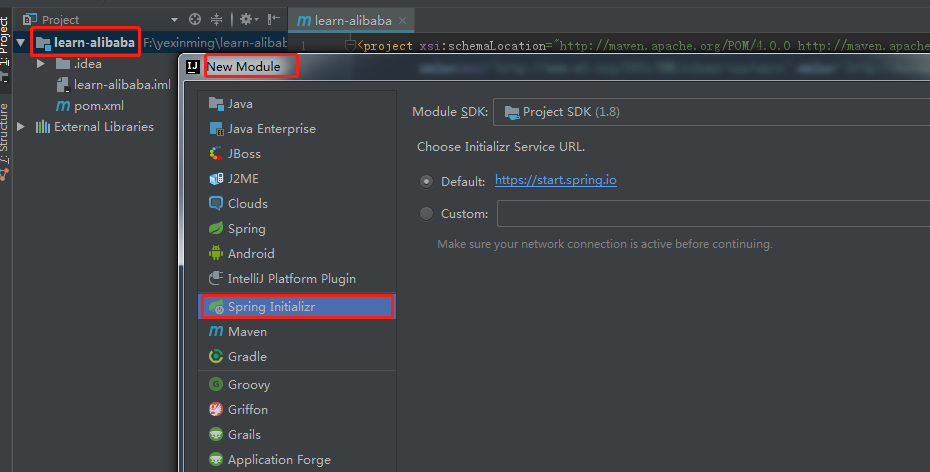 Project
learn-alibaba
1: Project
learn-alibaba F:\yexinming\learn-alibab
1 <project xsi:schemaLocation="http://maven.apache.org/POM/4.0.0 http://maven.apache
.idea
learn-alibaba.iml
pom.xml
External Libraries
7: Structure
New Module
Java
Java Enterprise
JBoss
J2ME
Clouds
Spring
Android
IntelliJ Platform Plugin
Spring Initializr
Maven
Gradle
Groovy
Griffon
Grails
Application Forge
Module SDK: Project SDK (1.8)
Choose Initializr Service URL.
Default: https://start.spring.io
Custom:
Make sure your network connection is active before continuing.